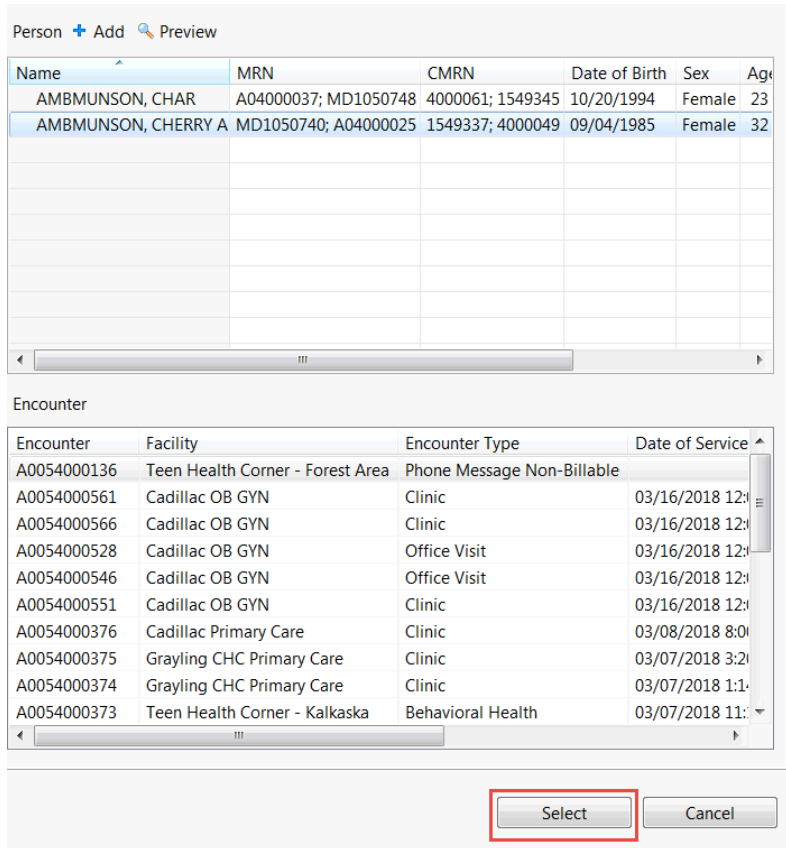 Person Add Preview
Name MRN CMRN Date of Birth Sex Age
AMBMUNSON, CHAR A04000037; MD1050748 4000061; 1549345 10/20/1994 Female 23
AMBMUNSON, CHERRY A MD1050740; A04000025 1549337; 4000049 09/04/1985 Female 32
Encounter
Encounter Facility Encounter Type Date of Service
A0054000136 Teen Health Corner - Forest Area Phone Message Non-Billable
A0054000561 Cadillac OB GYN Clinic 03/16/2018 12:
A0054000566 Cadillac OB GYN Clinic 03/16/2018 12:
A0054000528 Cadillac OB GYN Office Visit 03/16/2018 12:
A0054000546 Cadillac OB GYN Office Visit 03/16/2018 12:
A0054000551 Cadillac OB GYN Clinic 03/16/2018 12:
A0054000376 Cadillac Primary Care Clinic 03/08/2018 8:0
A0054000375 Grayling CHC Primary Care Clinic 03/07/2018 3:2
A0054000374 Grayling CHC Primary Care Clinic 03/07/2018 1:1
A0054000373 Teen Health Corner - Kalkaska Behavioral Health 03/07/2018 11:
Select Cancel